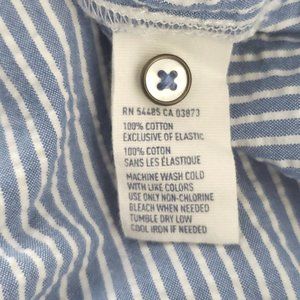 RN 54485 CA 03973
100% COTTON
EXCLUSIVE OF ELASTIC
100% COTON
SANS LES ÉLASTIQUE
MACHINE WASH COLD
WITH LIKE COLORS
USE ONLY NON-CHLORINE
BLEACH WHEN NEEDED
TUMBLE DRY LOW
COOL IRON IF NEEDED